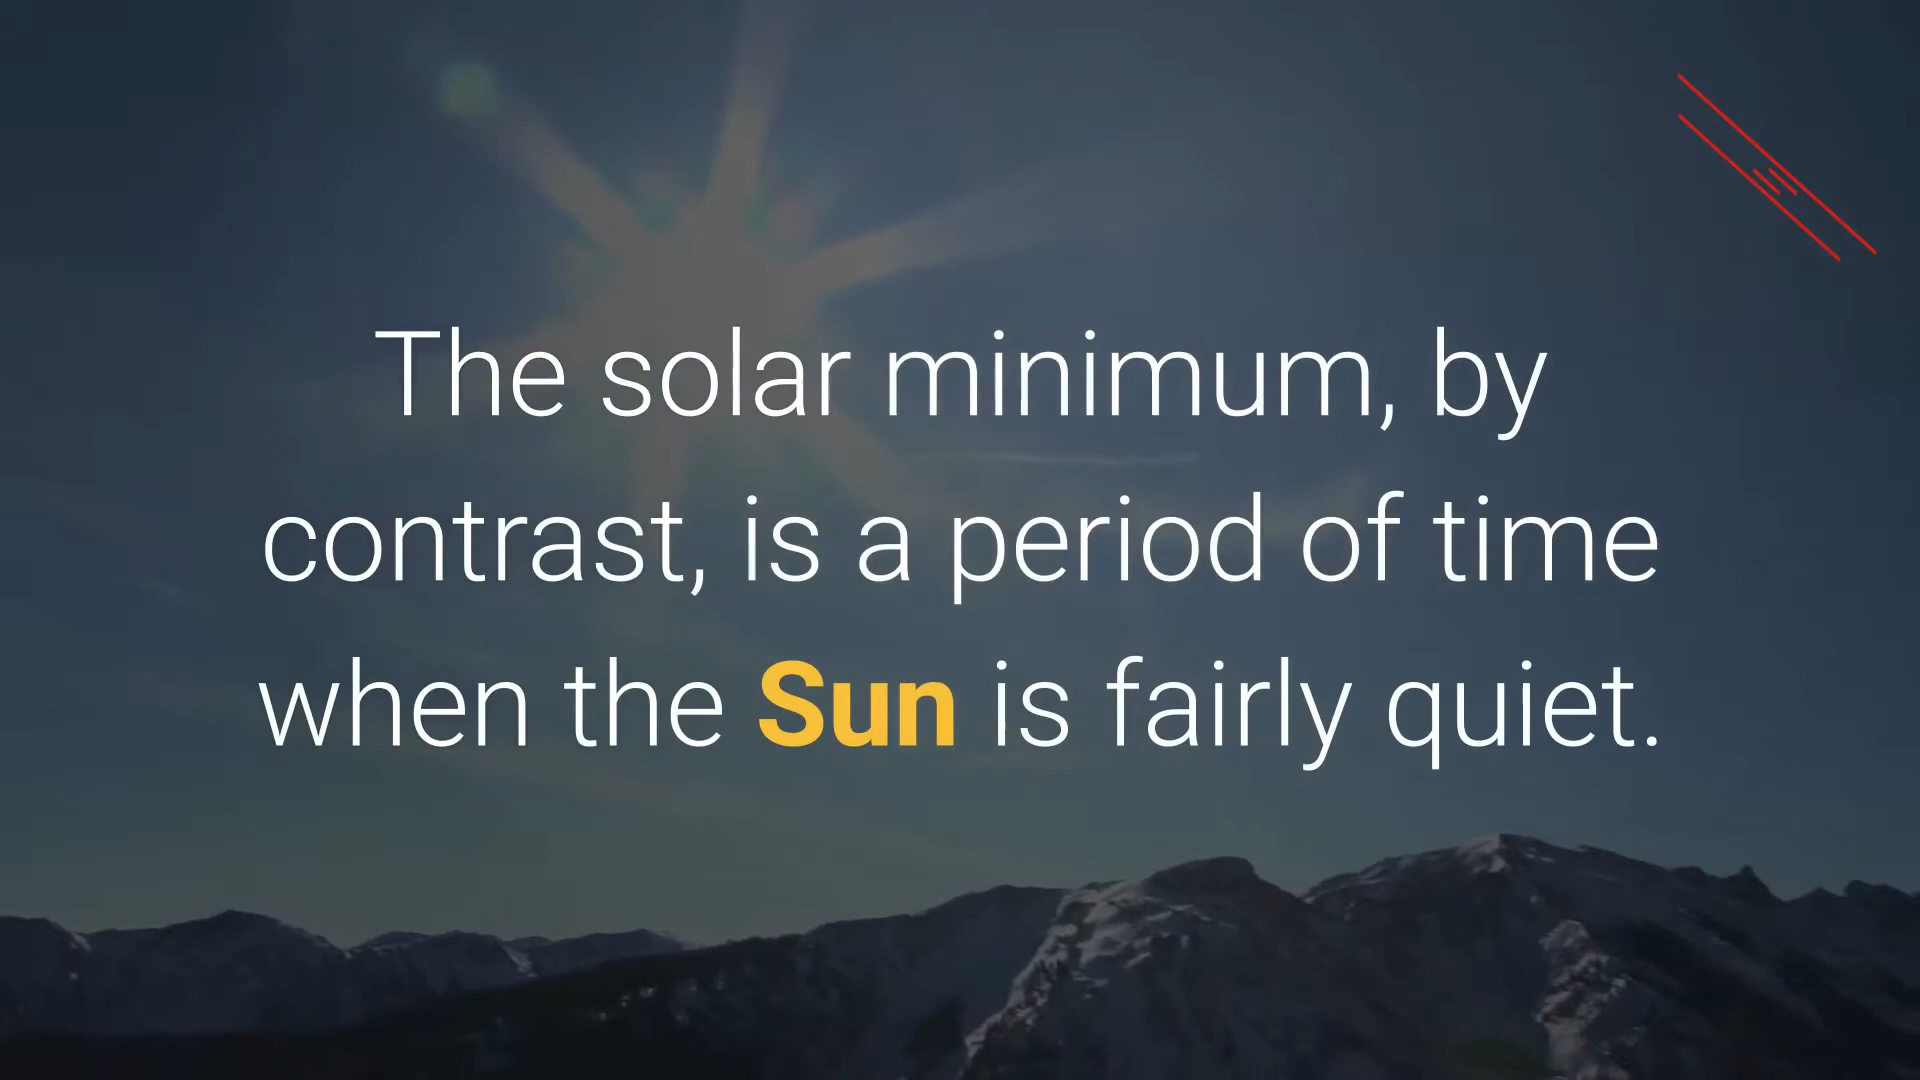 The solar minimum, by
contrast, is a period of time
when the Sun is fairly quiet.